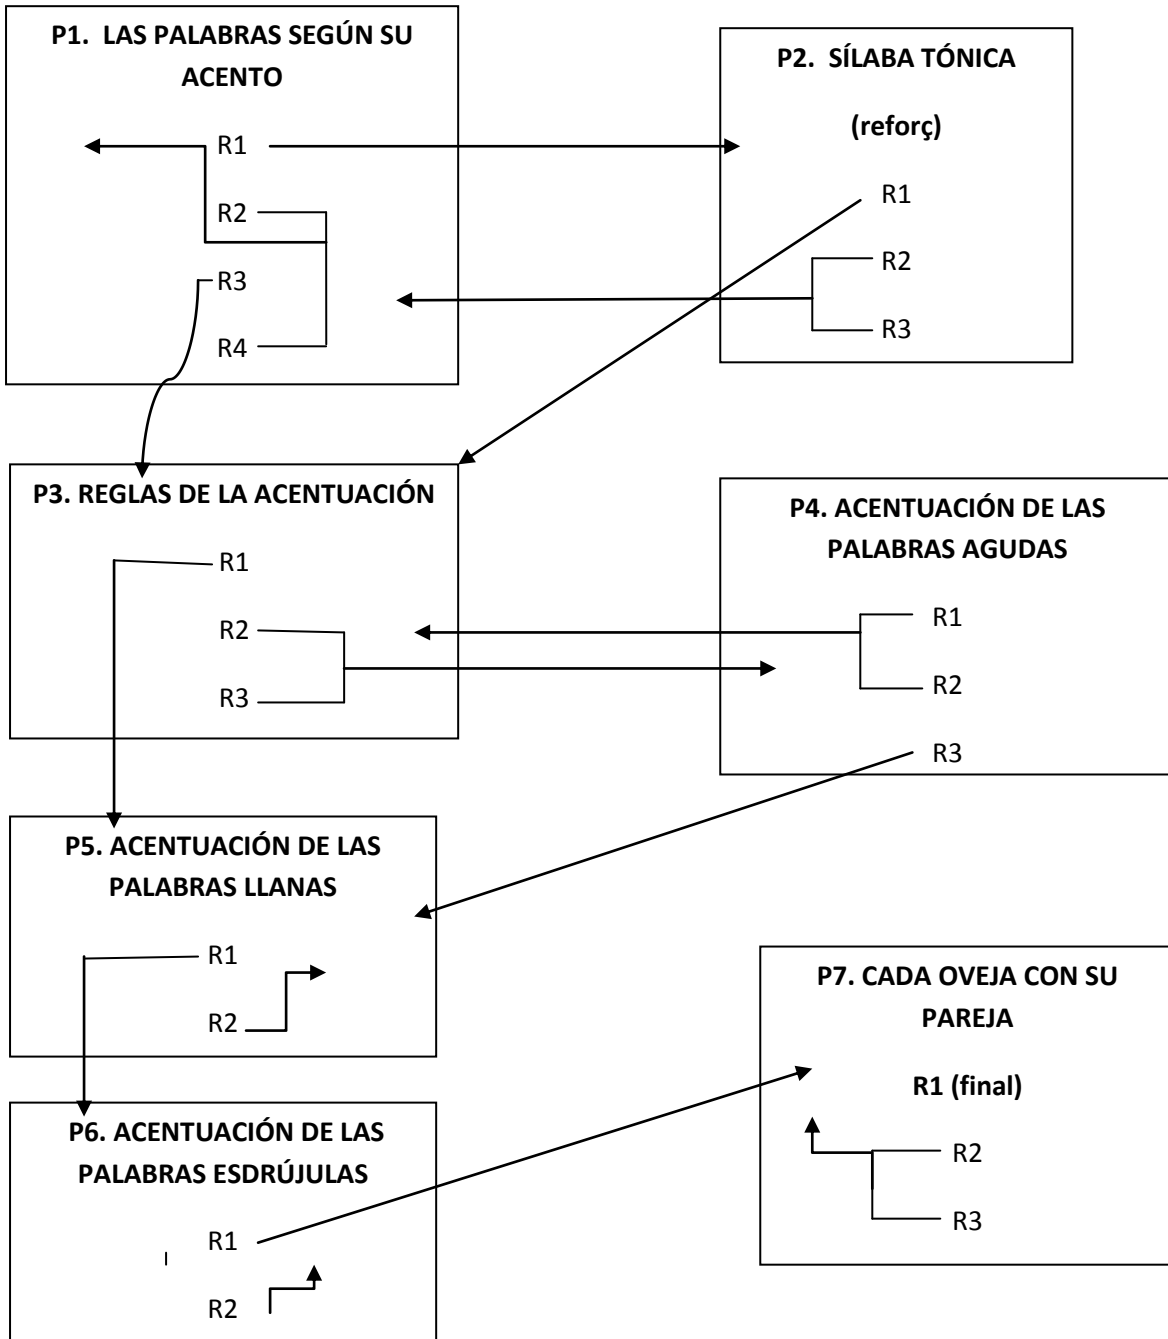 P1. LAS PALABRAS SEGÚN SU
ACENTO
R1
R2
R3
R4
P2. SÍLABA TÓNICA
(reforç)
R1
R2
R3
P3. REGLAS DE LA ACENTUACIÓN
R1
R2
R3
P4. ACENTUACIÓN DE LAS
PALABRAS AGUDAS
R1
R2
R3
P5. ACENTUACIÓN DE LAS
PALABRAS LLANAS
R1
R2
P7. CADA OVEJA CON SU
PAREJA
R1 (final)
R2
R3
P6. ACENTUACIÓN DE LAS
PALABRAS ESDRÚJULAS
R1
R2